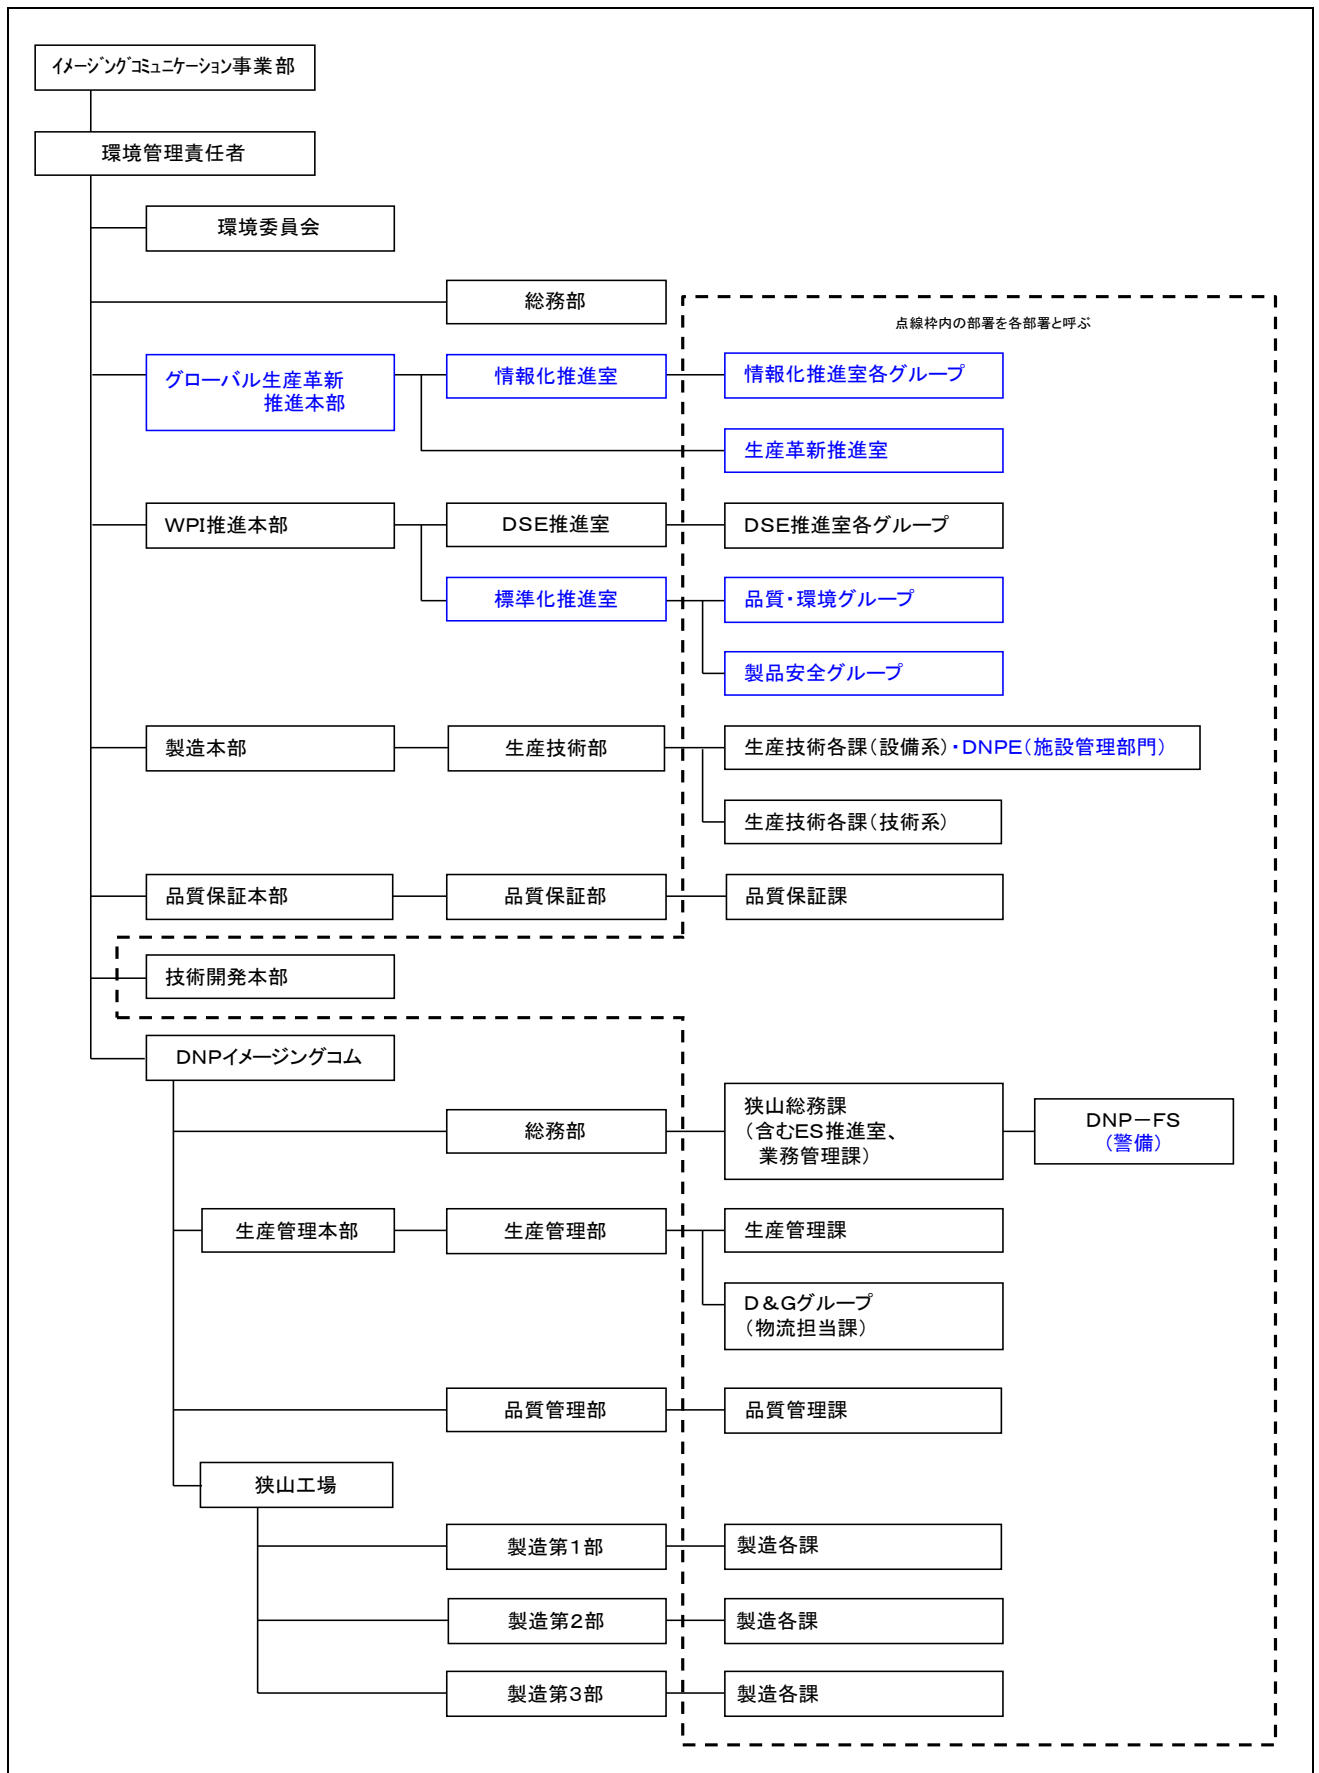 ｲﾒｰｼﾞﾝｸﾞｺﾐｭﾆｹｰｼｮﾝ事業部
環境管理責任者
環境委員会
総務部
点線枠内の部署を各部署と呼ぶ
グローバル生産革新
推進本部
情報化推進室
情報化推進室各グループ
生産革新推進室
WPI推進本部
DSE推進室
DSE推進室各グループ
標準化推進室
品質・環境グループ
製品安全グループ
製造本部
生産技術部
生産技術各課（設備系）・DNPE（施設管理部門）
生産技術各課（技術系）
品質保証本部
品質保証部
品質保証課
技術開発本部
DNPイメージングコム
総務部
狭山総務課
（含むES推進室、
業務管理課）
DNP－FS
（警備）
生産管理本部
生産管理部
生産管理課
D＆Gグループ
（物流担当課）
品質管理部
品質管理課
狭山工場
製造第１部
製造各課
製造第２部
製造各課
製造第３部
製造各課